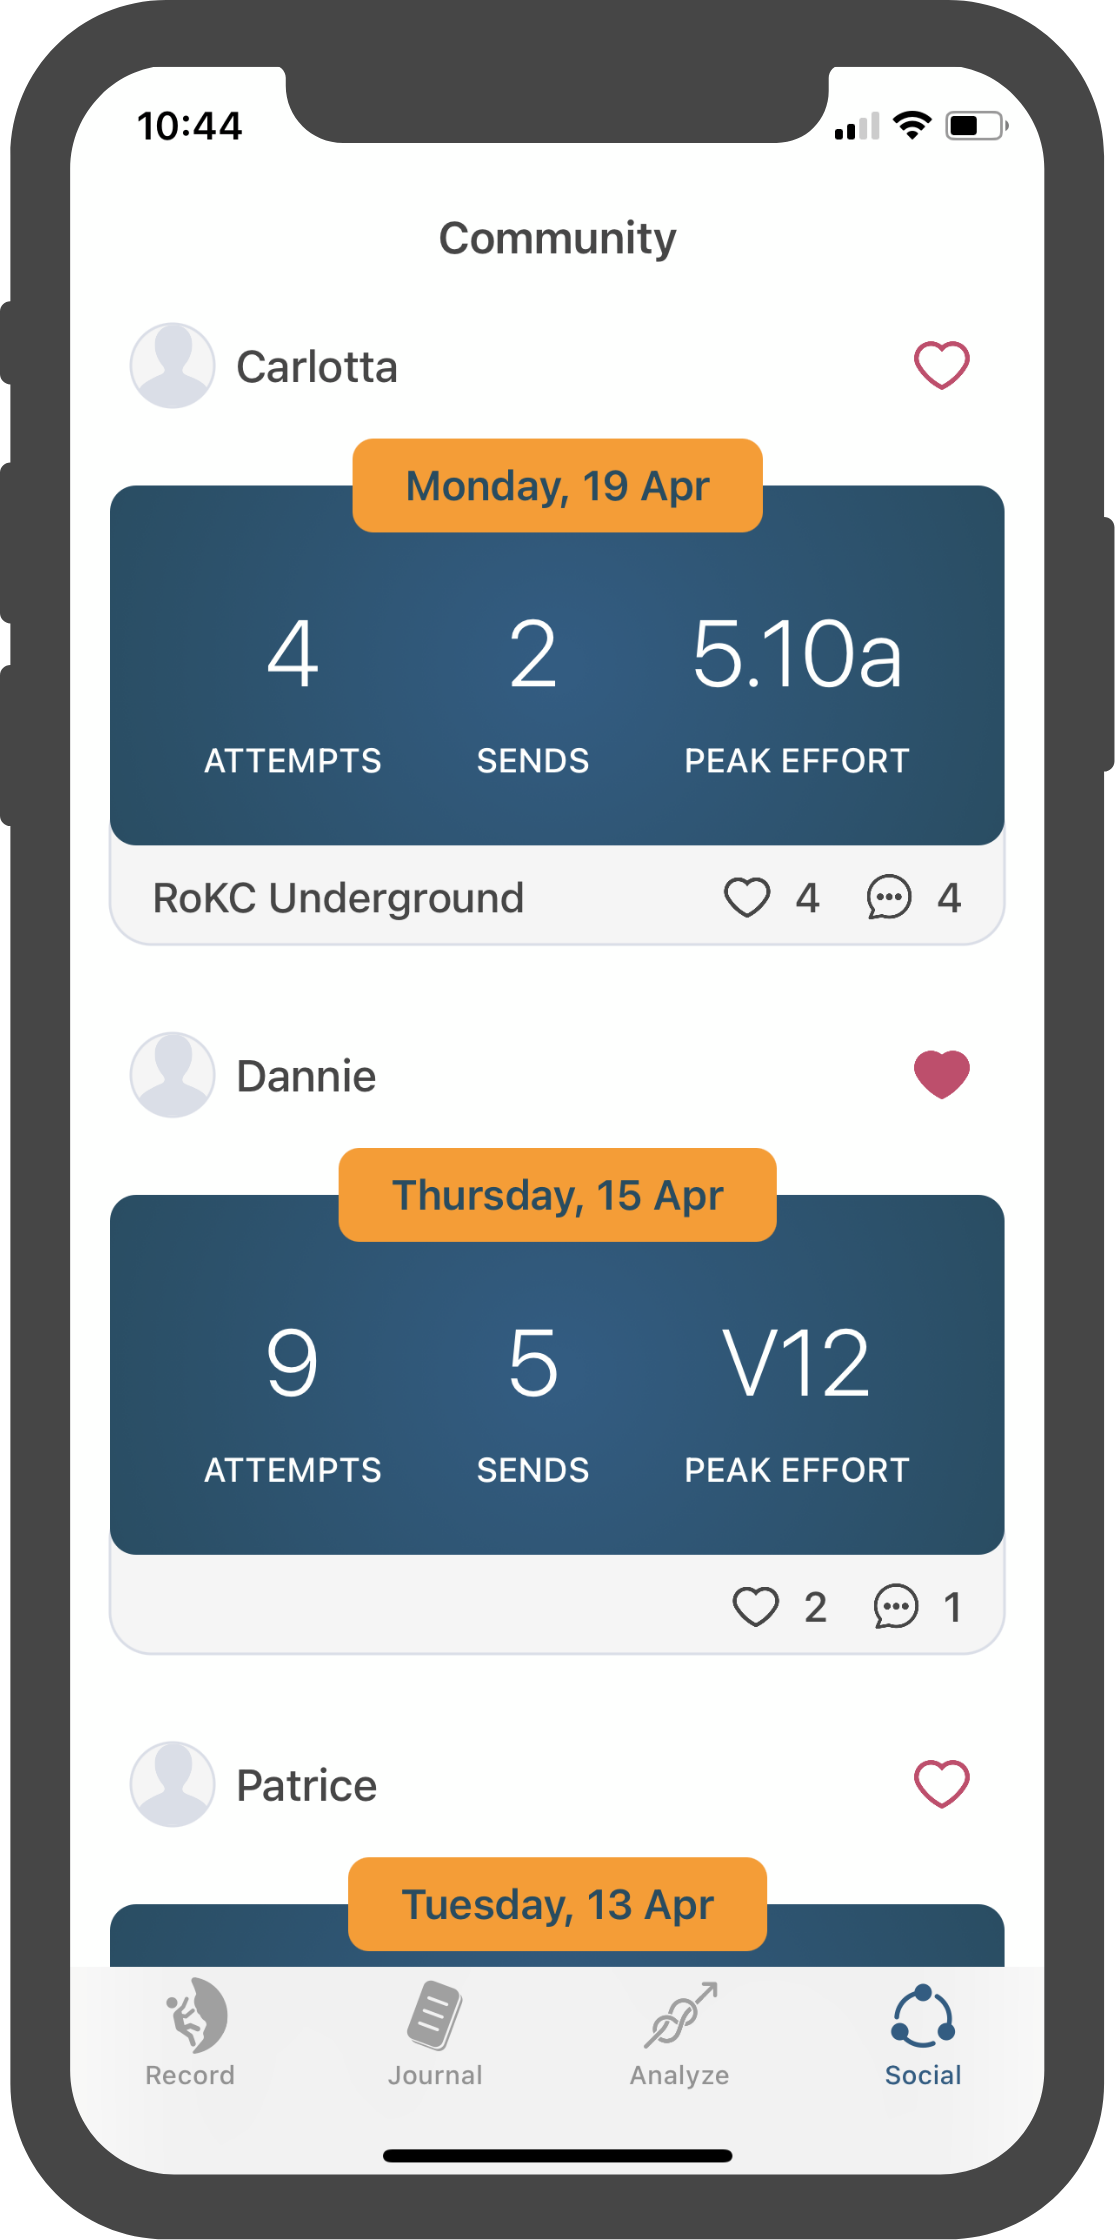 10:44
Community
Carlotta
Monday, 19 Apr
4 2 5.10a
ATTEMPTS SENDS PEAK EFFORT
RoKC Underground 4 4
Dannie
Thursday, 15 Apr
9 5 V12
ATTEMPTS SENDS PEAK EFFORT
2 1
Patrice
Tuesday, 13 Apr
Record Journal Analyze Social